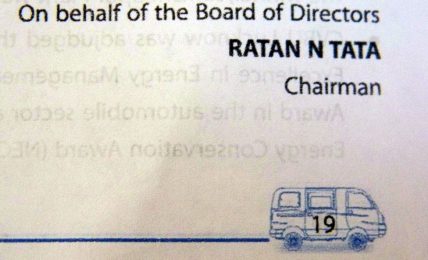 On behalf of the Board of Directors
RATAN N TATA
Chairman
19